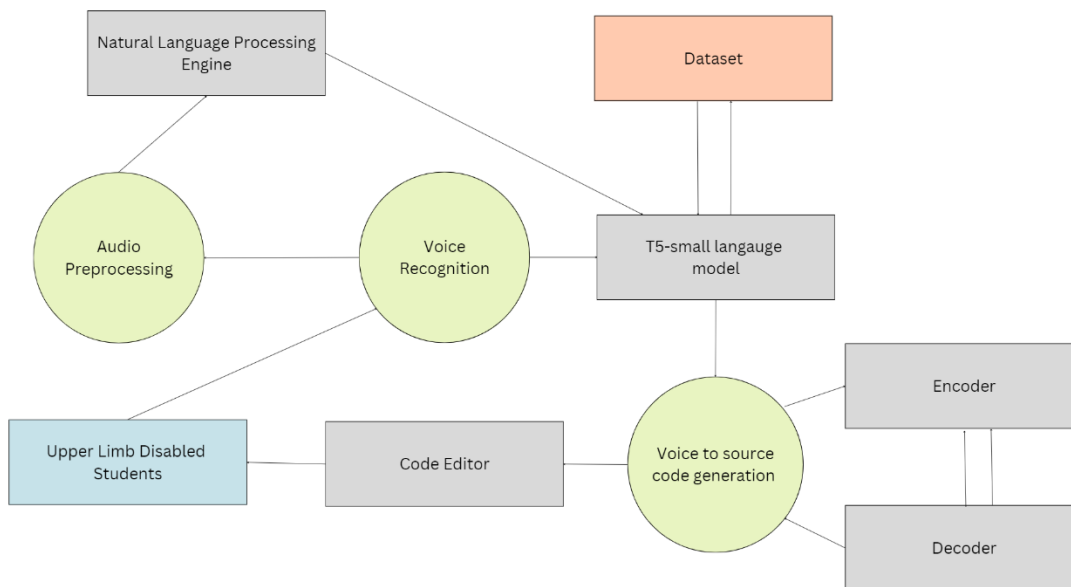 Natural Language Processing
Engine
Dataset
Audio
Preprocessing
Voice
Recognition
T5-small langauge
model
Encoder
Upper Limb Disabled
Students
Code Editor
Voice to source
code generation
Decoder